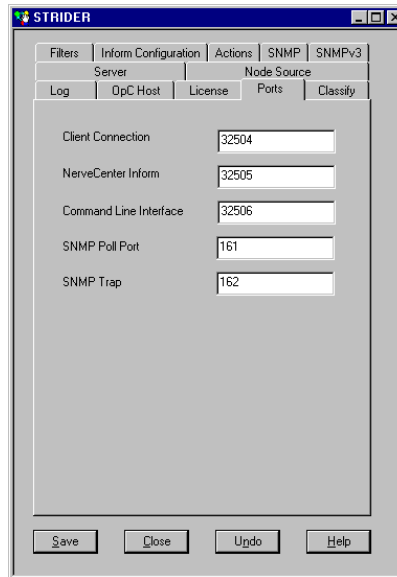 STRIDER
Filters Inform Configuration Actions SNMP SNMPv3
Server Node Source
Log OpC Host License Ports Classify
Client Connection 32504
NerveCenter Inform 32505
Command Line Interface 32506
SNMP Poll Port 161
SNMP Trap 162
Save Close Undo Help